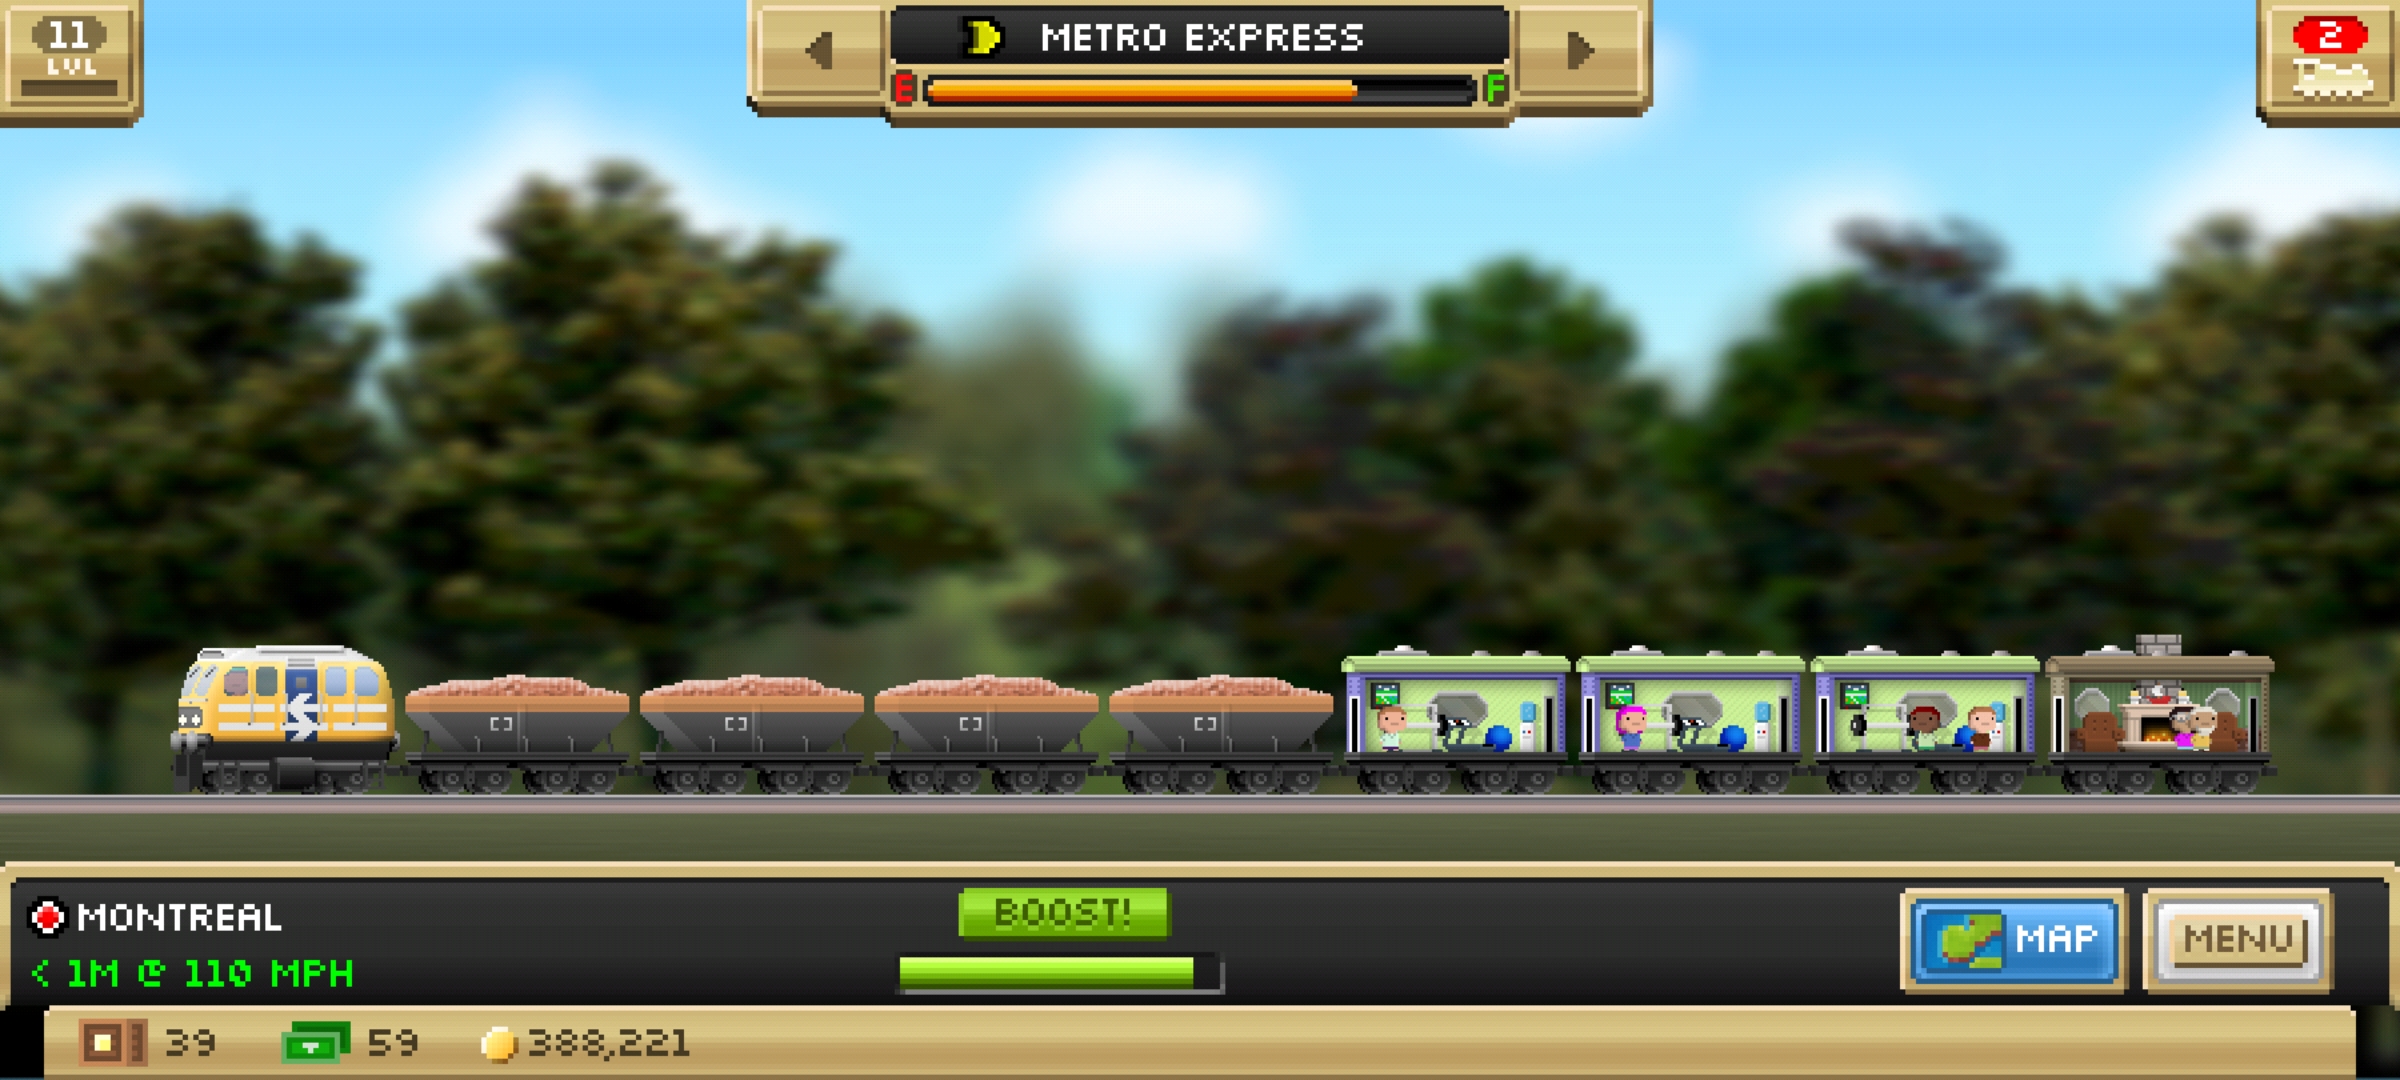 11
LVL
METRO EXPRESS
E F
2
MONTREAL
< 1M @ 110 MPH
BOOST!
MAP
MENU
39
59
388,221